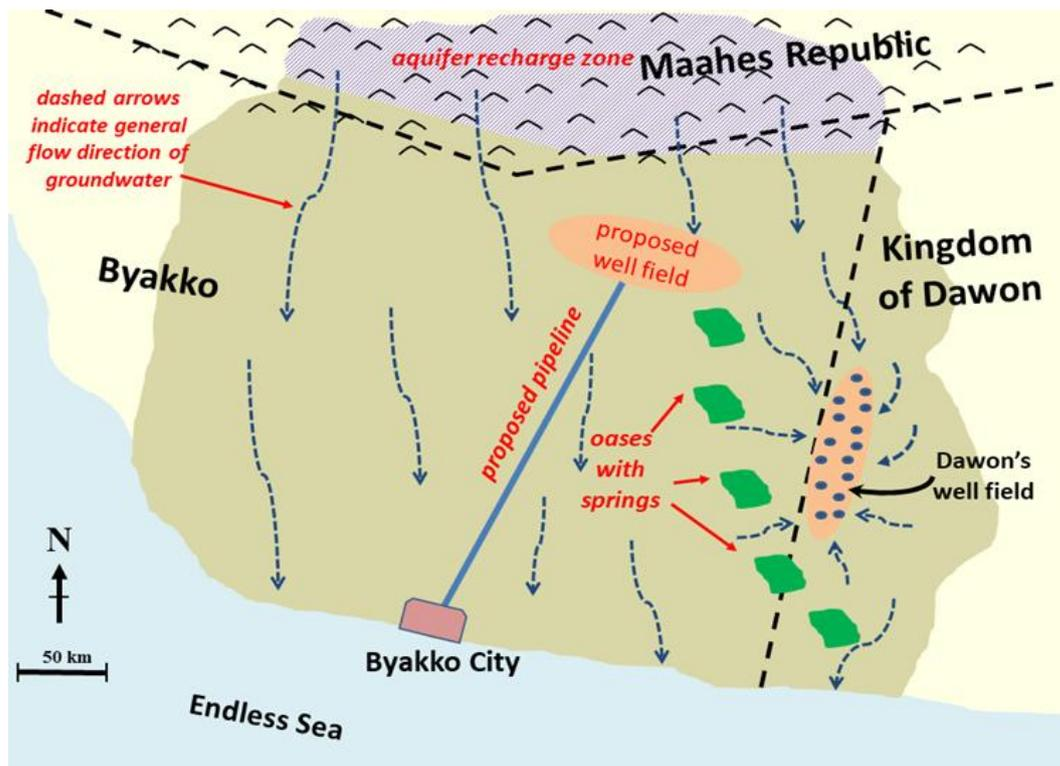 aquifer recharge zone
Maahes Republic
dashed arrows
indicate general
flow direction of
groundwater
Byakko
proposed
well field
Kingdom
of Dawon
proposed pipeline
oases
with
springs
Dawon's
well field
N
50 km
Byakko City
Endless Sea